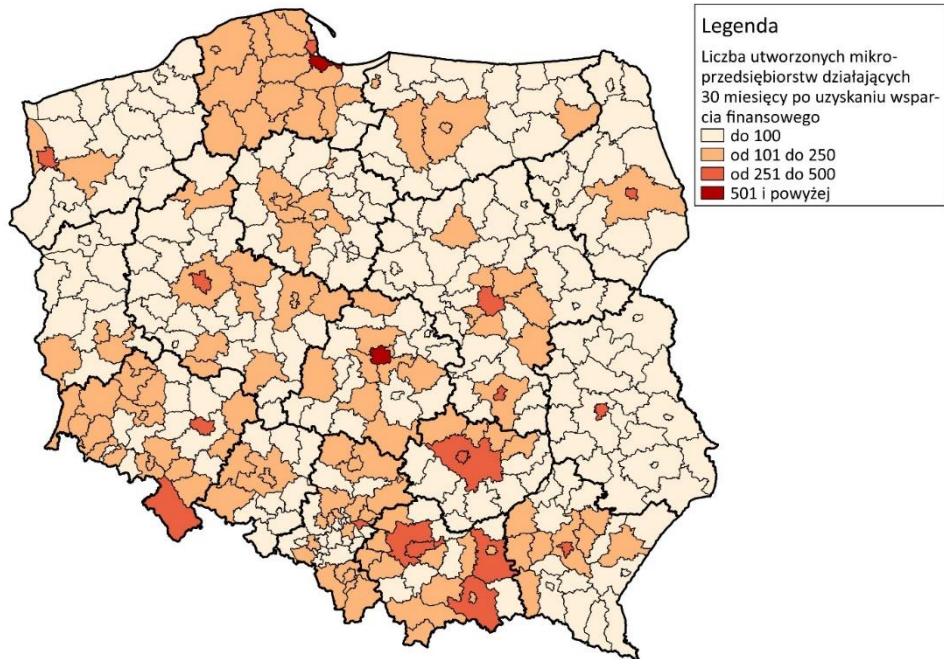 Legenda
Liczba utworzonych mikro-
przedsiębiorstw działających
30 miesięcy po uzyskaniu wspar-
cia finansowego
do 100
od 101 do 250
od 251 do 500
501 i powyżej